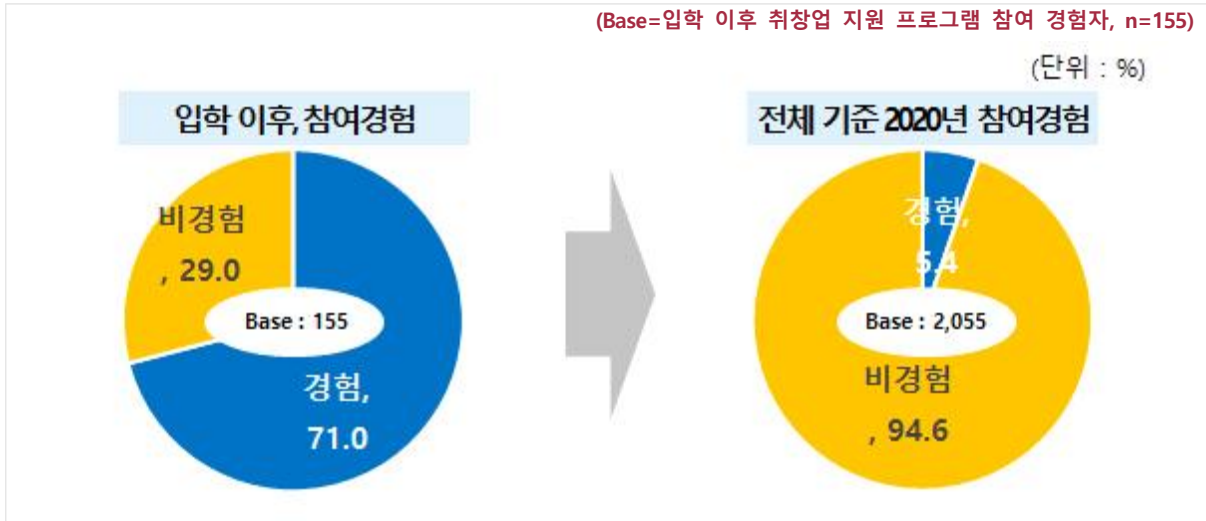 (Base=입학 이후 취창업 지원 프로그램 참여 경험자, n=155)
(단위 : %)
입학 이후, 참여경험
비경험
, 29.0
Base : 155
경험,
71.0
전체 기준 2020년 참여경험
경험,
5.4
Base : 2,055
비경험
, 94.6